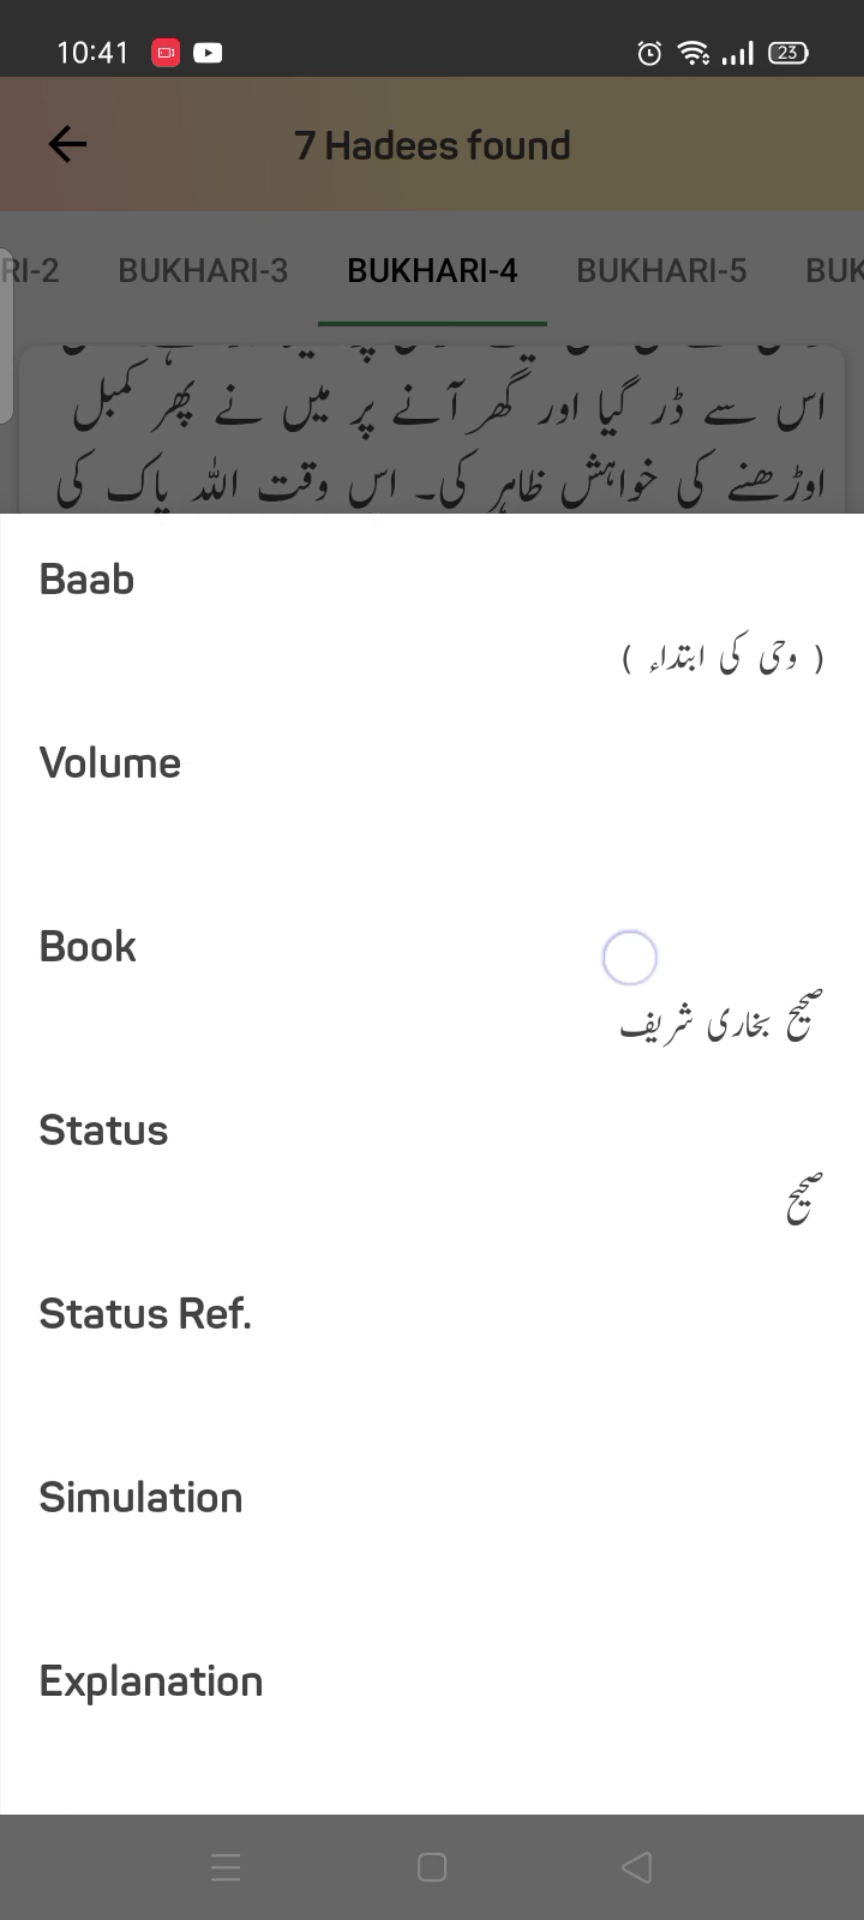 10:41
23
7 Hadees found
RI-2 BUKHARI-3 BUKHARI-4 BUKHARI-5 BUK
اس سے ڈر گیا اور گھر آنے پر میں نے پھر کمبل
اوڑھنے کی خواہش ظاہر کی۔ اس وقت اللہ پاک کی
Baab
( وحی کی ابتداء )
Volume
Book
صحیح بخاری شریف
Status
صحیح
Status Ref.
Simulation
Explanation